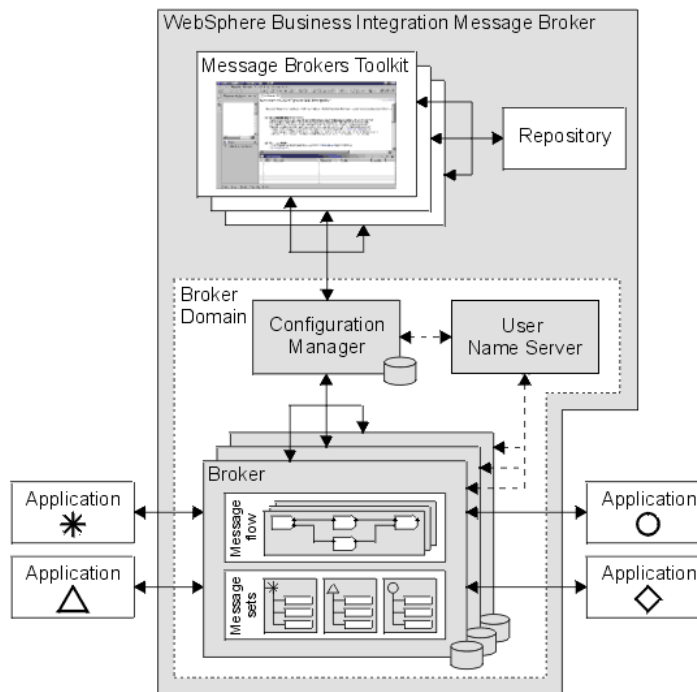 WebSphere Business Integration Message Broker
Message Brokers Toolkit
Repository
Broker
Domain
Configuration
Manager
User
Name Server
Broker
Message
flow
Message
sets
Application
Application
Application
Application